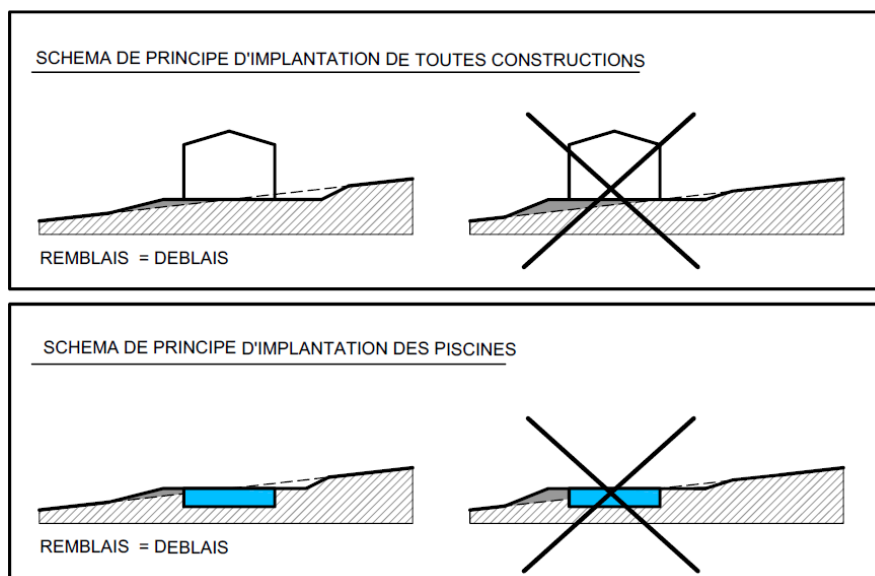 SCHEMA DE PRINCIPE D'IMPLANTATION DE TOUTES CONSTRUCTIONS
REMBLAIS = DEBLAIS
SCHEMA DE PRINCIPE D'IMPLANTATION DES PISCINES
REMBLAIS = DEBLAIS